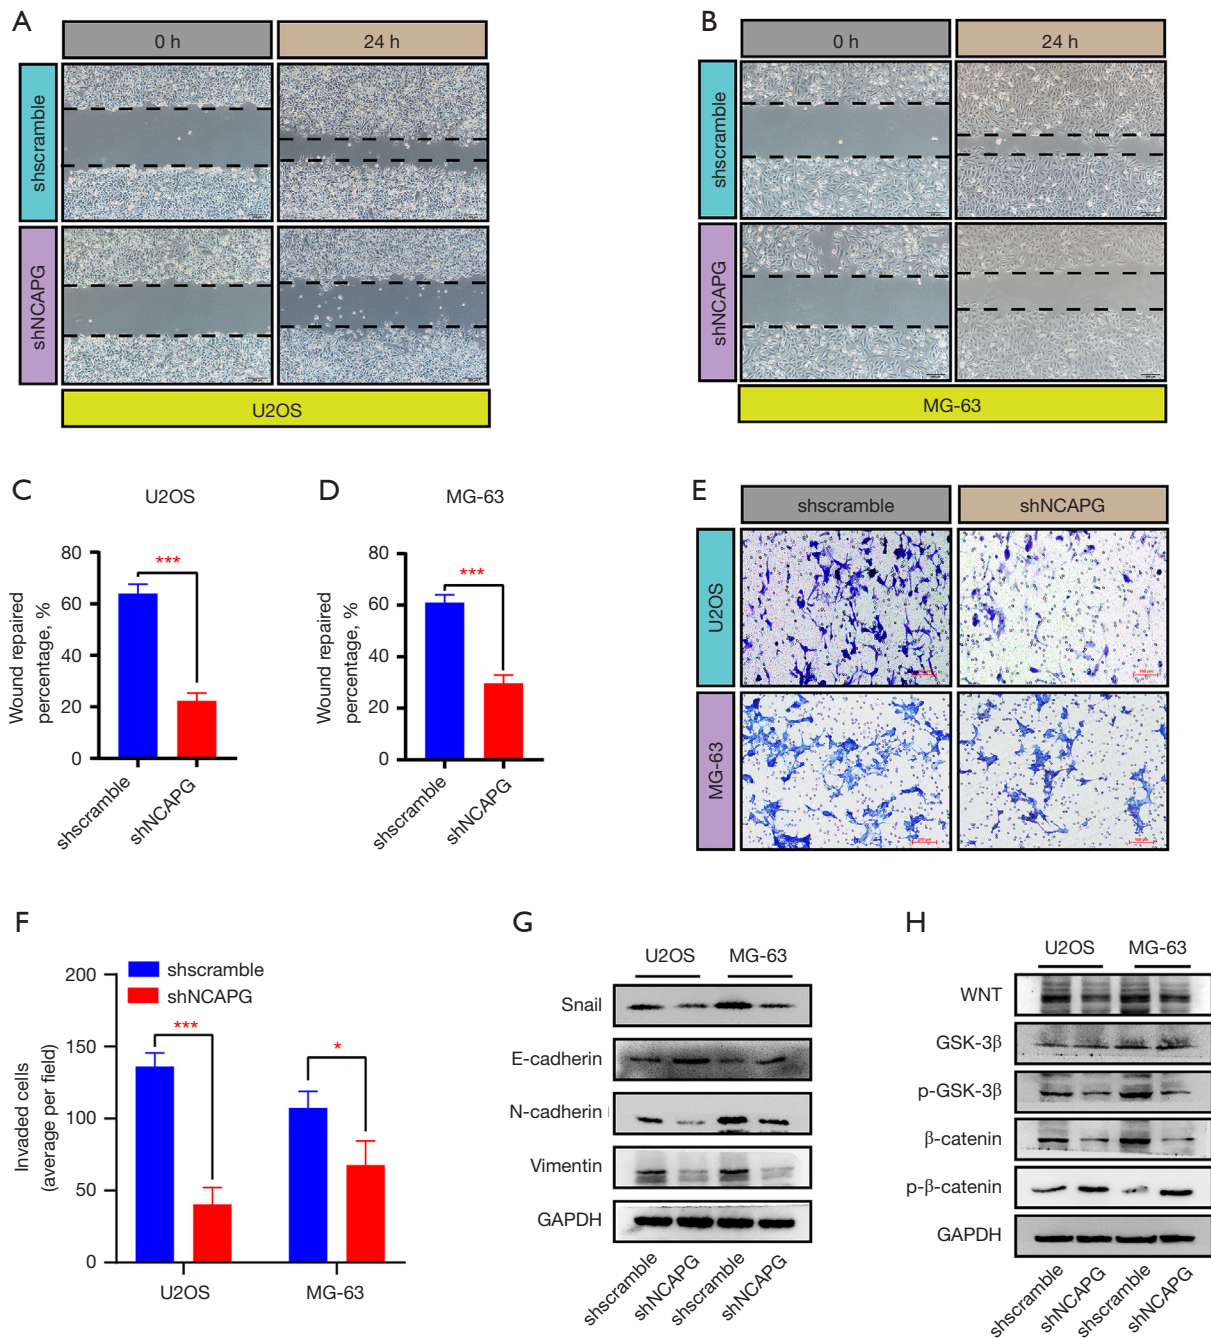 A
0 h
24 h
shscramble
shNCAPG
U2OS
B
0 h
24 h
shscramble
shNCAPG
MG-63
C
U2OS
Wound repaired
percentage, %
80
60
40
20
0
***
shscramble
shNCAPG
D
MG-63
Wound repaired
percentage, %
80
60
40
20
0
***
shscramble
shNCAPG
E
shscramble
shNCAPG
U2OS
MG-63
F
shscramble
shNCAPG
Invaded cells
(average per field)
200
150
100
50
0
***
*
U2OS
MG-63
G
U2OS
MG-63
Snail
E-cadherin
N-cadherin
Vimentin
GAPDH
shscramble
shNCAPG
shscramble
shNCAPG
H
U2OS
MG-63
WNT
GSK-3β
p-GSK-3β
β-catenin
p-β-catenin
GAPDH
shscramble
shNCAPG
shscramble
shNCAPG